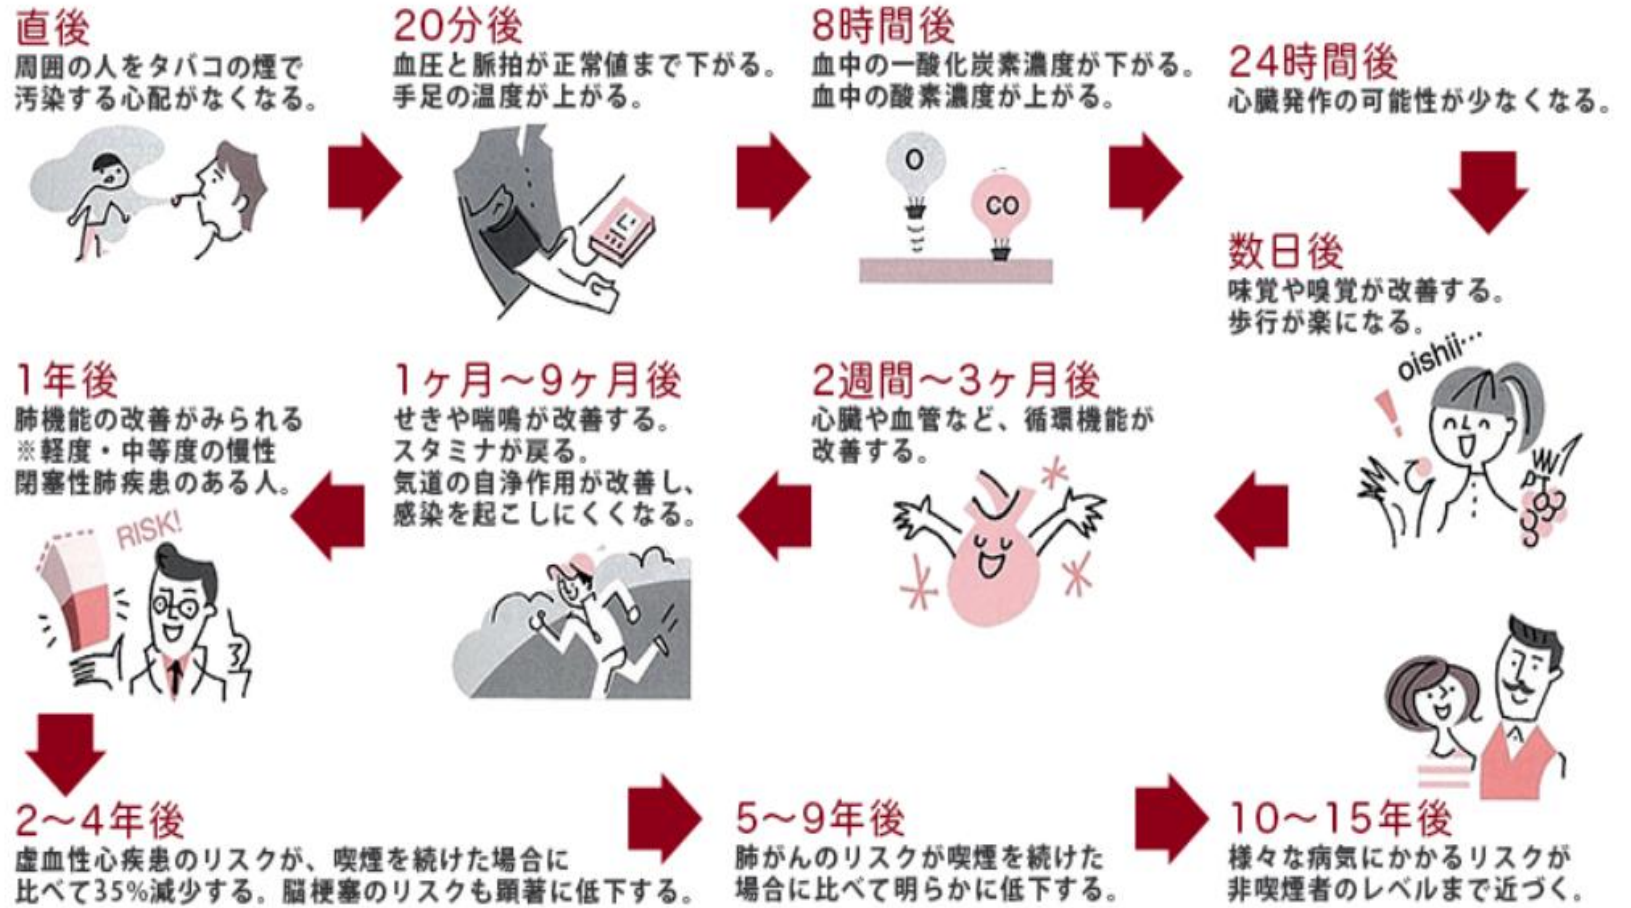 直後
周囲の人をタバコの煙で
汚染する心配がなくなる。
20分後
血圧と脈拍が正常値まで下がる。
手足の温度が上がる。
8時間後
血中の一酸化炭素濃度が下がる。
血中の酸素濃度が上がる。
O
CO
24時間後
心臓発作の可能性が少なくなる。
数日後
味覚や嗅覚が改善する。
歩行が楽になる。
oishii…
!
2週間～3ヶ月後
心臓や血管など、循環機能が
改善する。
1ヶ月～9ヶ月後
せきや喘鳴が改善する。
スタミナが戻る。
気道の自浄作用が改善し、
感染を起こしにくくなる。
1年後
肺機能の改善がみられる
※軽度・中等度の慢性
閉塞性肺疾患のある人。
RISK!
2～4年後
虚血性心疾患のリスクが、喫煙を続けた場合に
比べて35%減少する。脳梗塞のリスクも顕著に低下する。
5～9年後
肺がんのリスクが喫煙を続けた
場合に比べて明らかに低下する。
10～15年後
様々な病気にかかるリスクが
非喫煙者のレベルまで近づく。